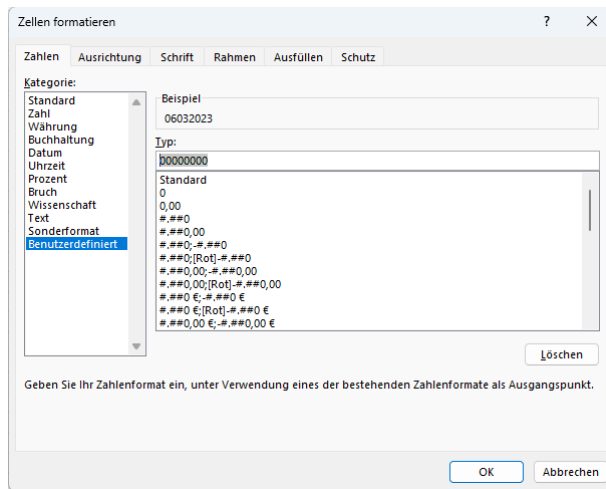 Zellen formatieren ? ×
Zahlen Ausrichtung Schrift Rahmen Ausfüllen Schutz
Kategorie:
Standard
Zahl
Währung
Buchhaltung
Datum
Uhrzeit
Prozent
Bruch
Wissenschaft
Text
Sonderformat
Benutzerdefiniert
Beispiel
06032023
Typ:
00000000
Standard
0
0,00
#.##0
#.##0,00
#.##0;-#.##0
#.##0;[Rot]-#.##0
#.##0,00;-#.##0,00
#.##0,00;[Rot]-#.##0,00
#.##0 €;-#.##0 €
#.##0 €;[Rot]-#.##0 €
#.##0,00 €;-#.##0,00 €
Löschen
Geben Sie Ihr Zahlenformat ein, unter Verwendung eines der bestehenden Zahlenformate als Ausgangspunkt.
OK Abbrechen